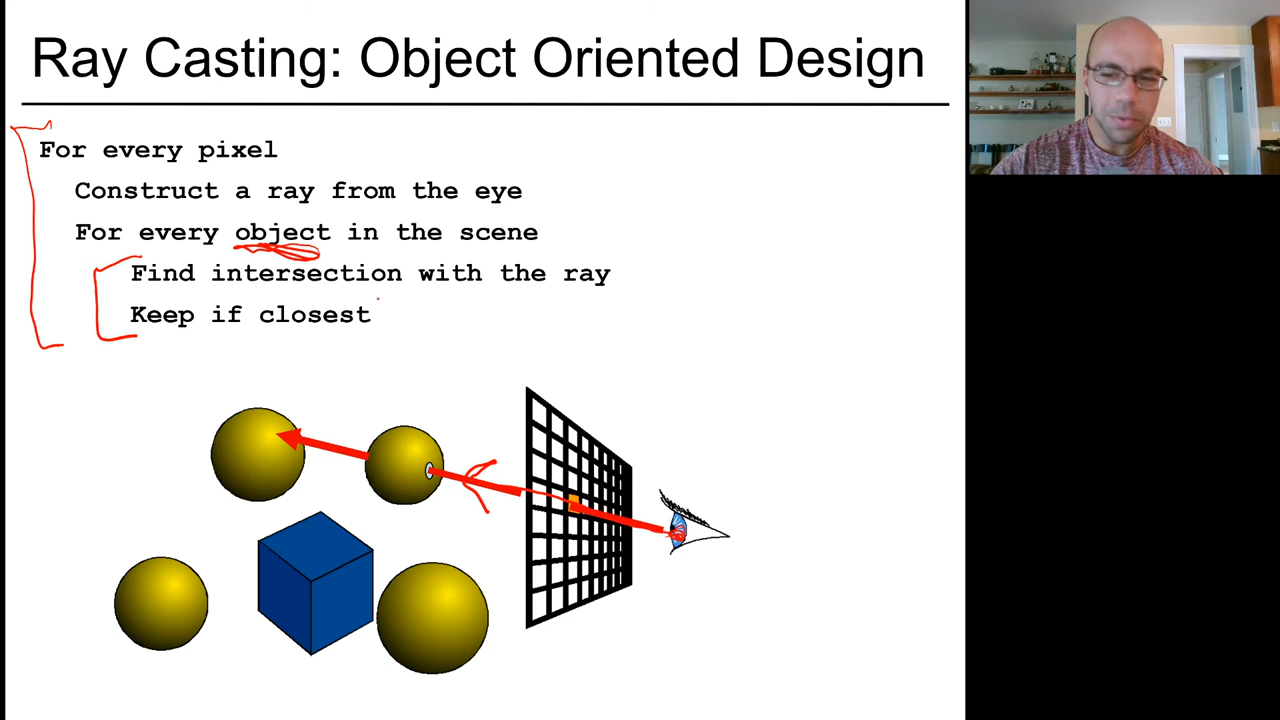 Ray Casting: Object Oriented Design
For every pixel
Construct a ray from the eye
For every object in the scene
Find intersection with the ray
Keep if closest